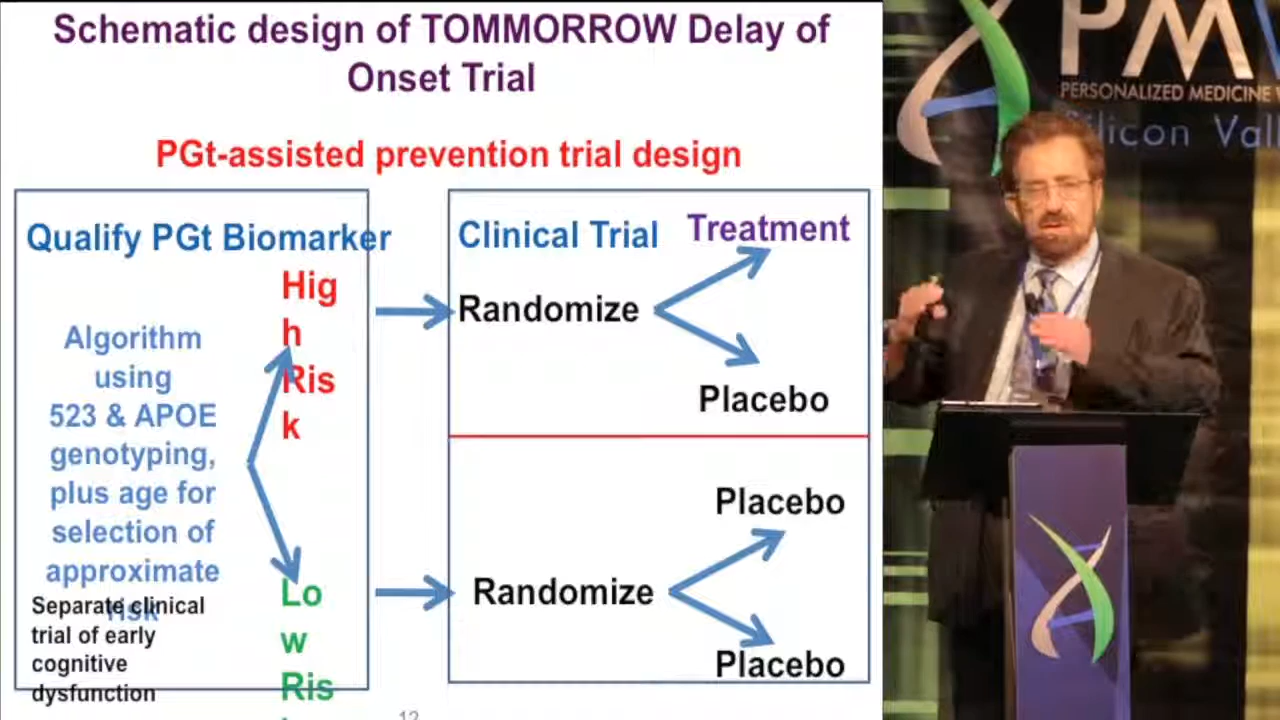 Schematic design of TOMMORROW Delay of
Onset Trial
PGt-assisted prevention trial design
Qualify PGt Biomarker
Hig
h
Ris
k
Algorithm
using
523 & APOE
genotyping,
plus age for
selection of
approximate
risk
Separate clinical
trial of early
cognitive
dysfunction
Lo
w
Ris
Clinical Trial
Treatment
Randomize
Placebo
Placebo
Randomize
Placebo
12
PM
PERSONALIZED MEDICINE
ilicon Vall